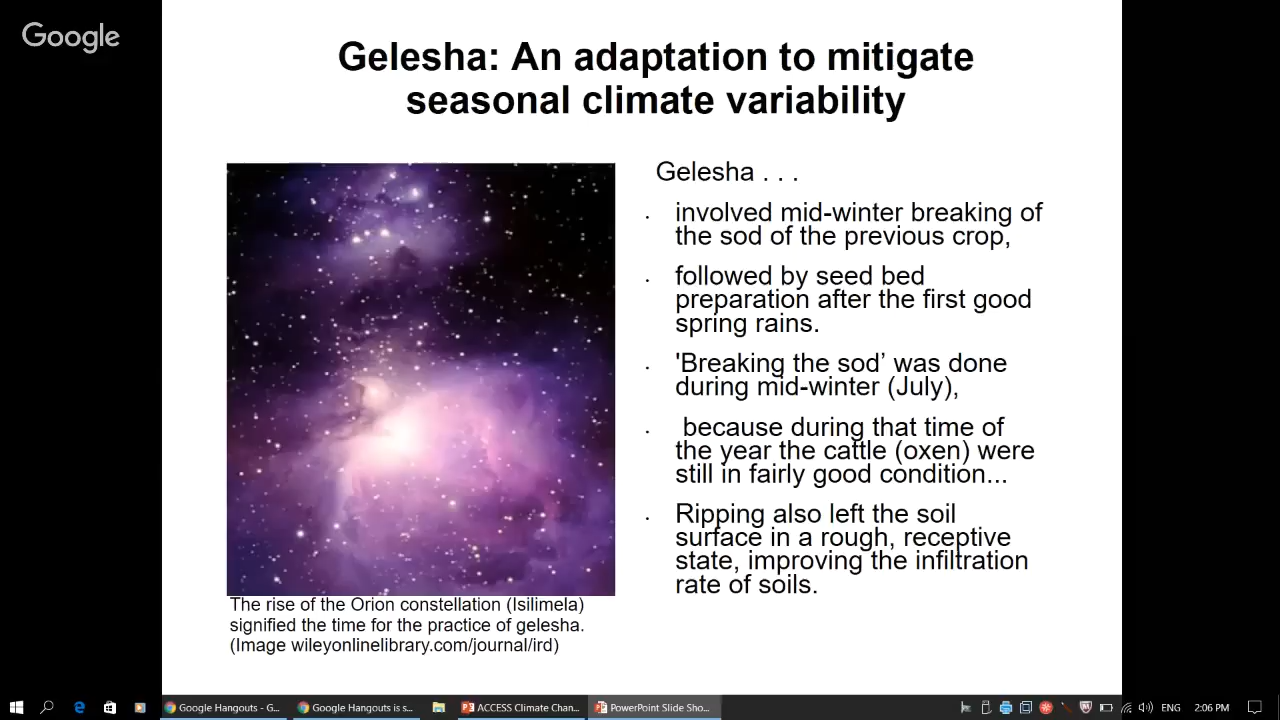 Google
Gelesha: An adaptation to mitigate
seasonal climate variability
Gelesha . . .
· involved mid-winter breaking of
the sod of the previous crop,
· followed by seed bed
preparation after the first good
spring rains.
· 'Breaking the sod’ was done
during mid-winter (July),
· because during that time of
the year the cattle (oxen) were
still in fairly good condition...
· Ripping also left the soil
surface in a rough, receptive
state, improving the infiltration
rate of soils.
The rise of the Orion constellation (Isilimela)
signified the time for the practice of gelesha.
(Image wileyonlinelibrary.com/journal/ird)
Google Hangouts - G... Google Hangouts is s... ACCESS Climate Chan... PowerPoint Slide Sho... ENG 2:06 PM